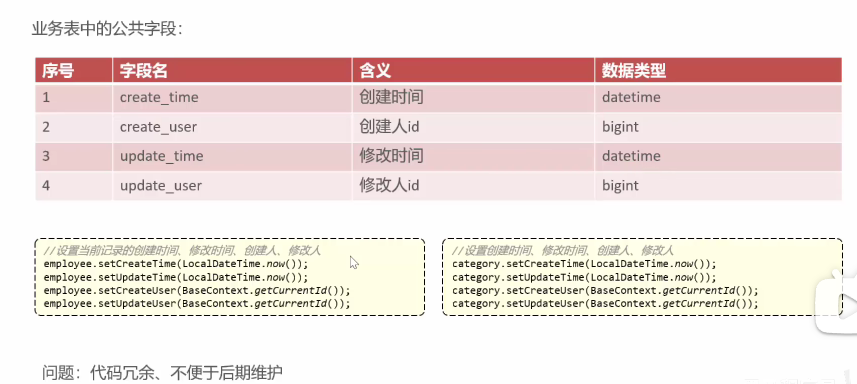 业务表中的公共字段：
序号 字段名 含义 数据类型
1 create_time 创建时间 datetime
2 create_user 创建人id bigint
3 update_time 修改时间 datetime
4 update_user 修改人id bigint
//设置当前记录的创建时间、修改时间、创建人、修改人
employee.setCreateTime(LocalDateTime.now());
employee.setUpdateTime(LocalDateTime.now());
employee.setCreateUser(BaseContext.getCurrentId());
employee.setUpdateUser(BaseContext.getCurrentId());
//设置创建时间、修改时间、创建人、修改人
category.setCreateTime(LocalDateTime.now());
category.setUpdateTime(LocalDateTime.now());
category.setCreateUser(BaseContext.getCurrentId());
category.setUpdateUser(BaseContext.getCurrentId());
问题：代码冗余、不便于后期维护